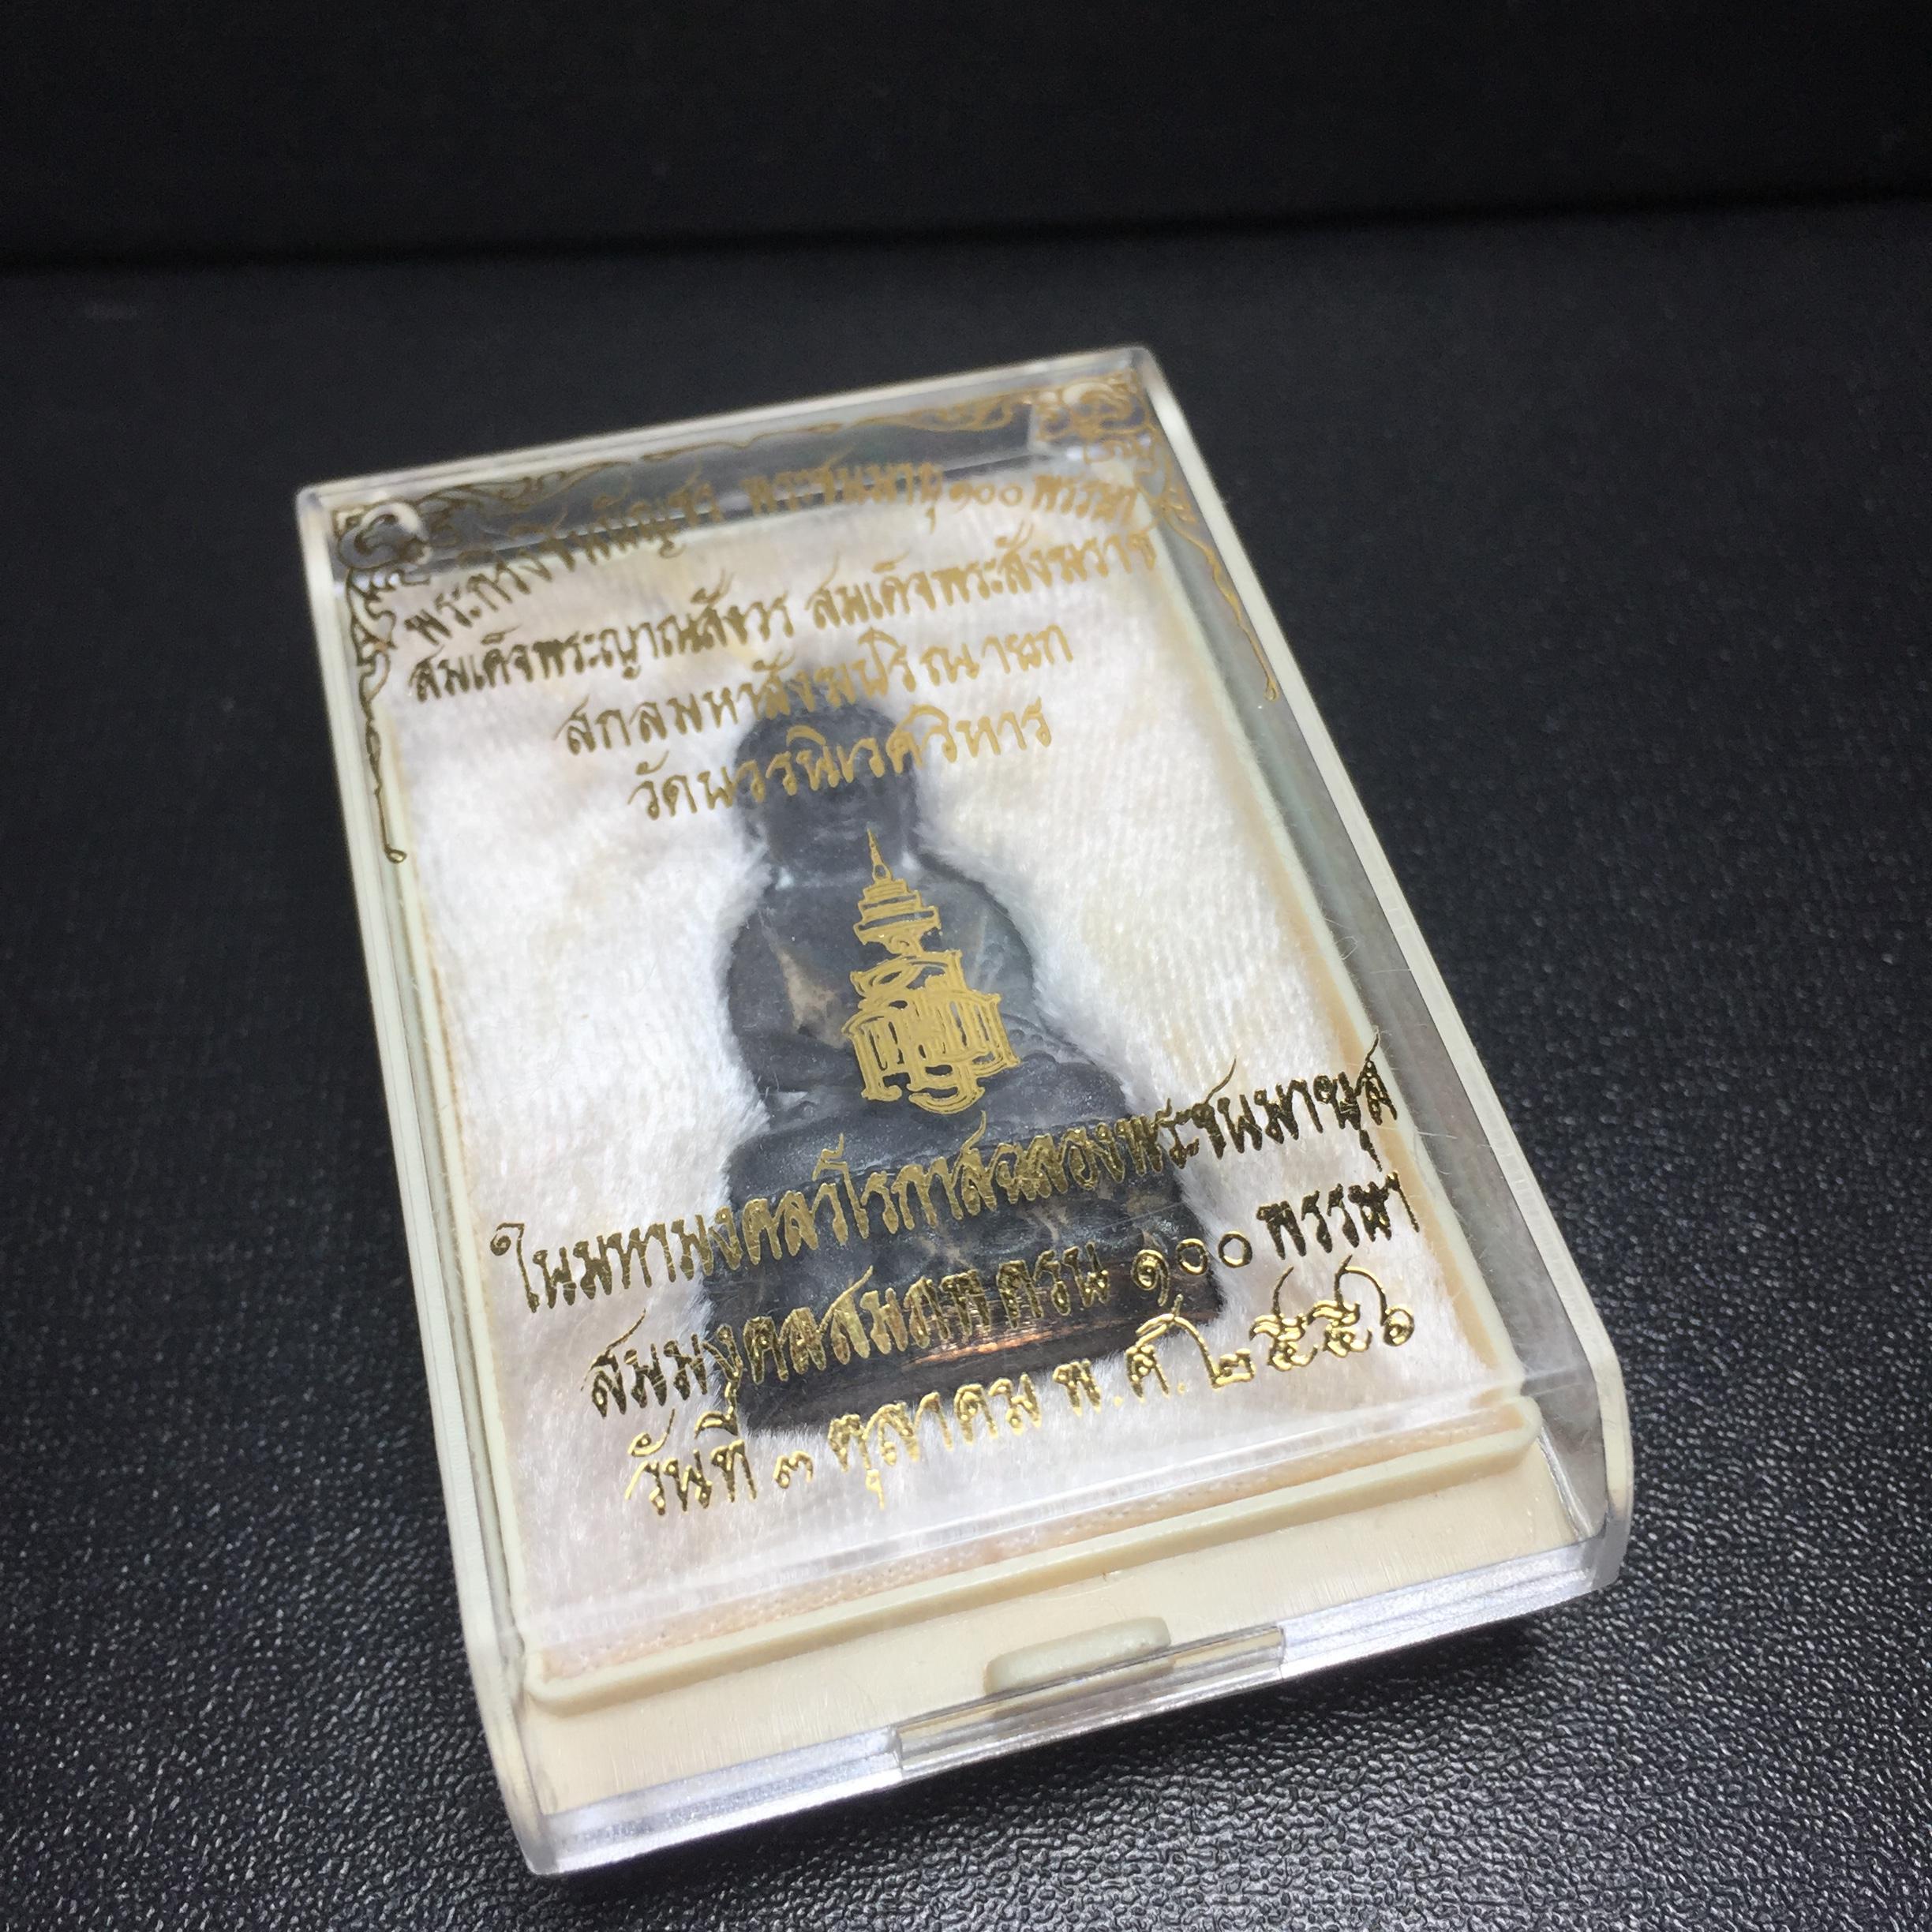 พระกริ่งชินบัญชร พระชนมายุ ๑๐๐ พรรษา
สมเด็จพระญาณสังวร สมเด็จพระสังฆราช
สกลมหาสังฆปริณายก
วัดบวรนิเวศวิหาร
ในมหามงคลวโรกาสฉลองพระชนมายุส
สมมงคลสมภพครบ ๑๐๐ พรรษา
วันที่ ๓ ตุลาคม พ.ศ. ๒๕๕๖